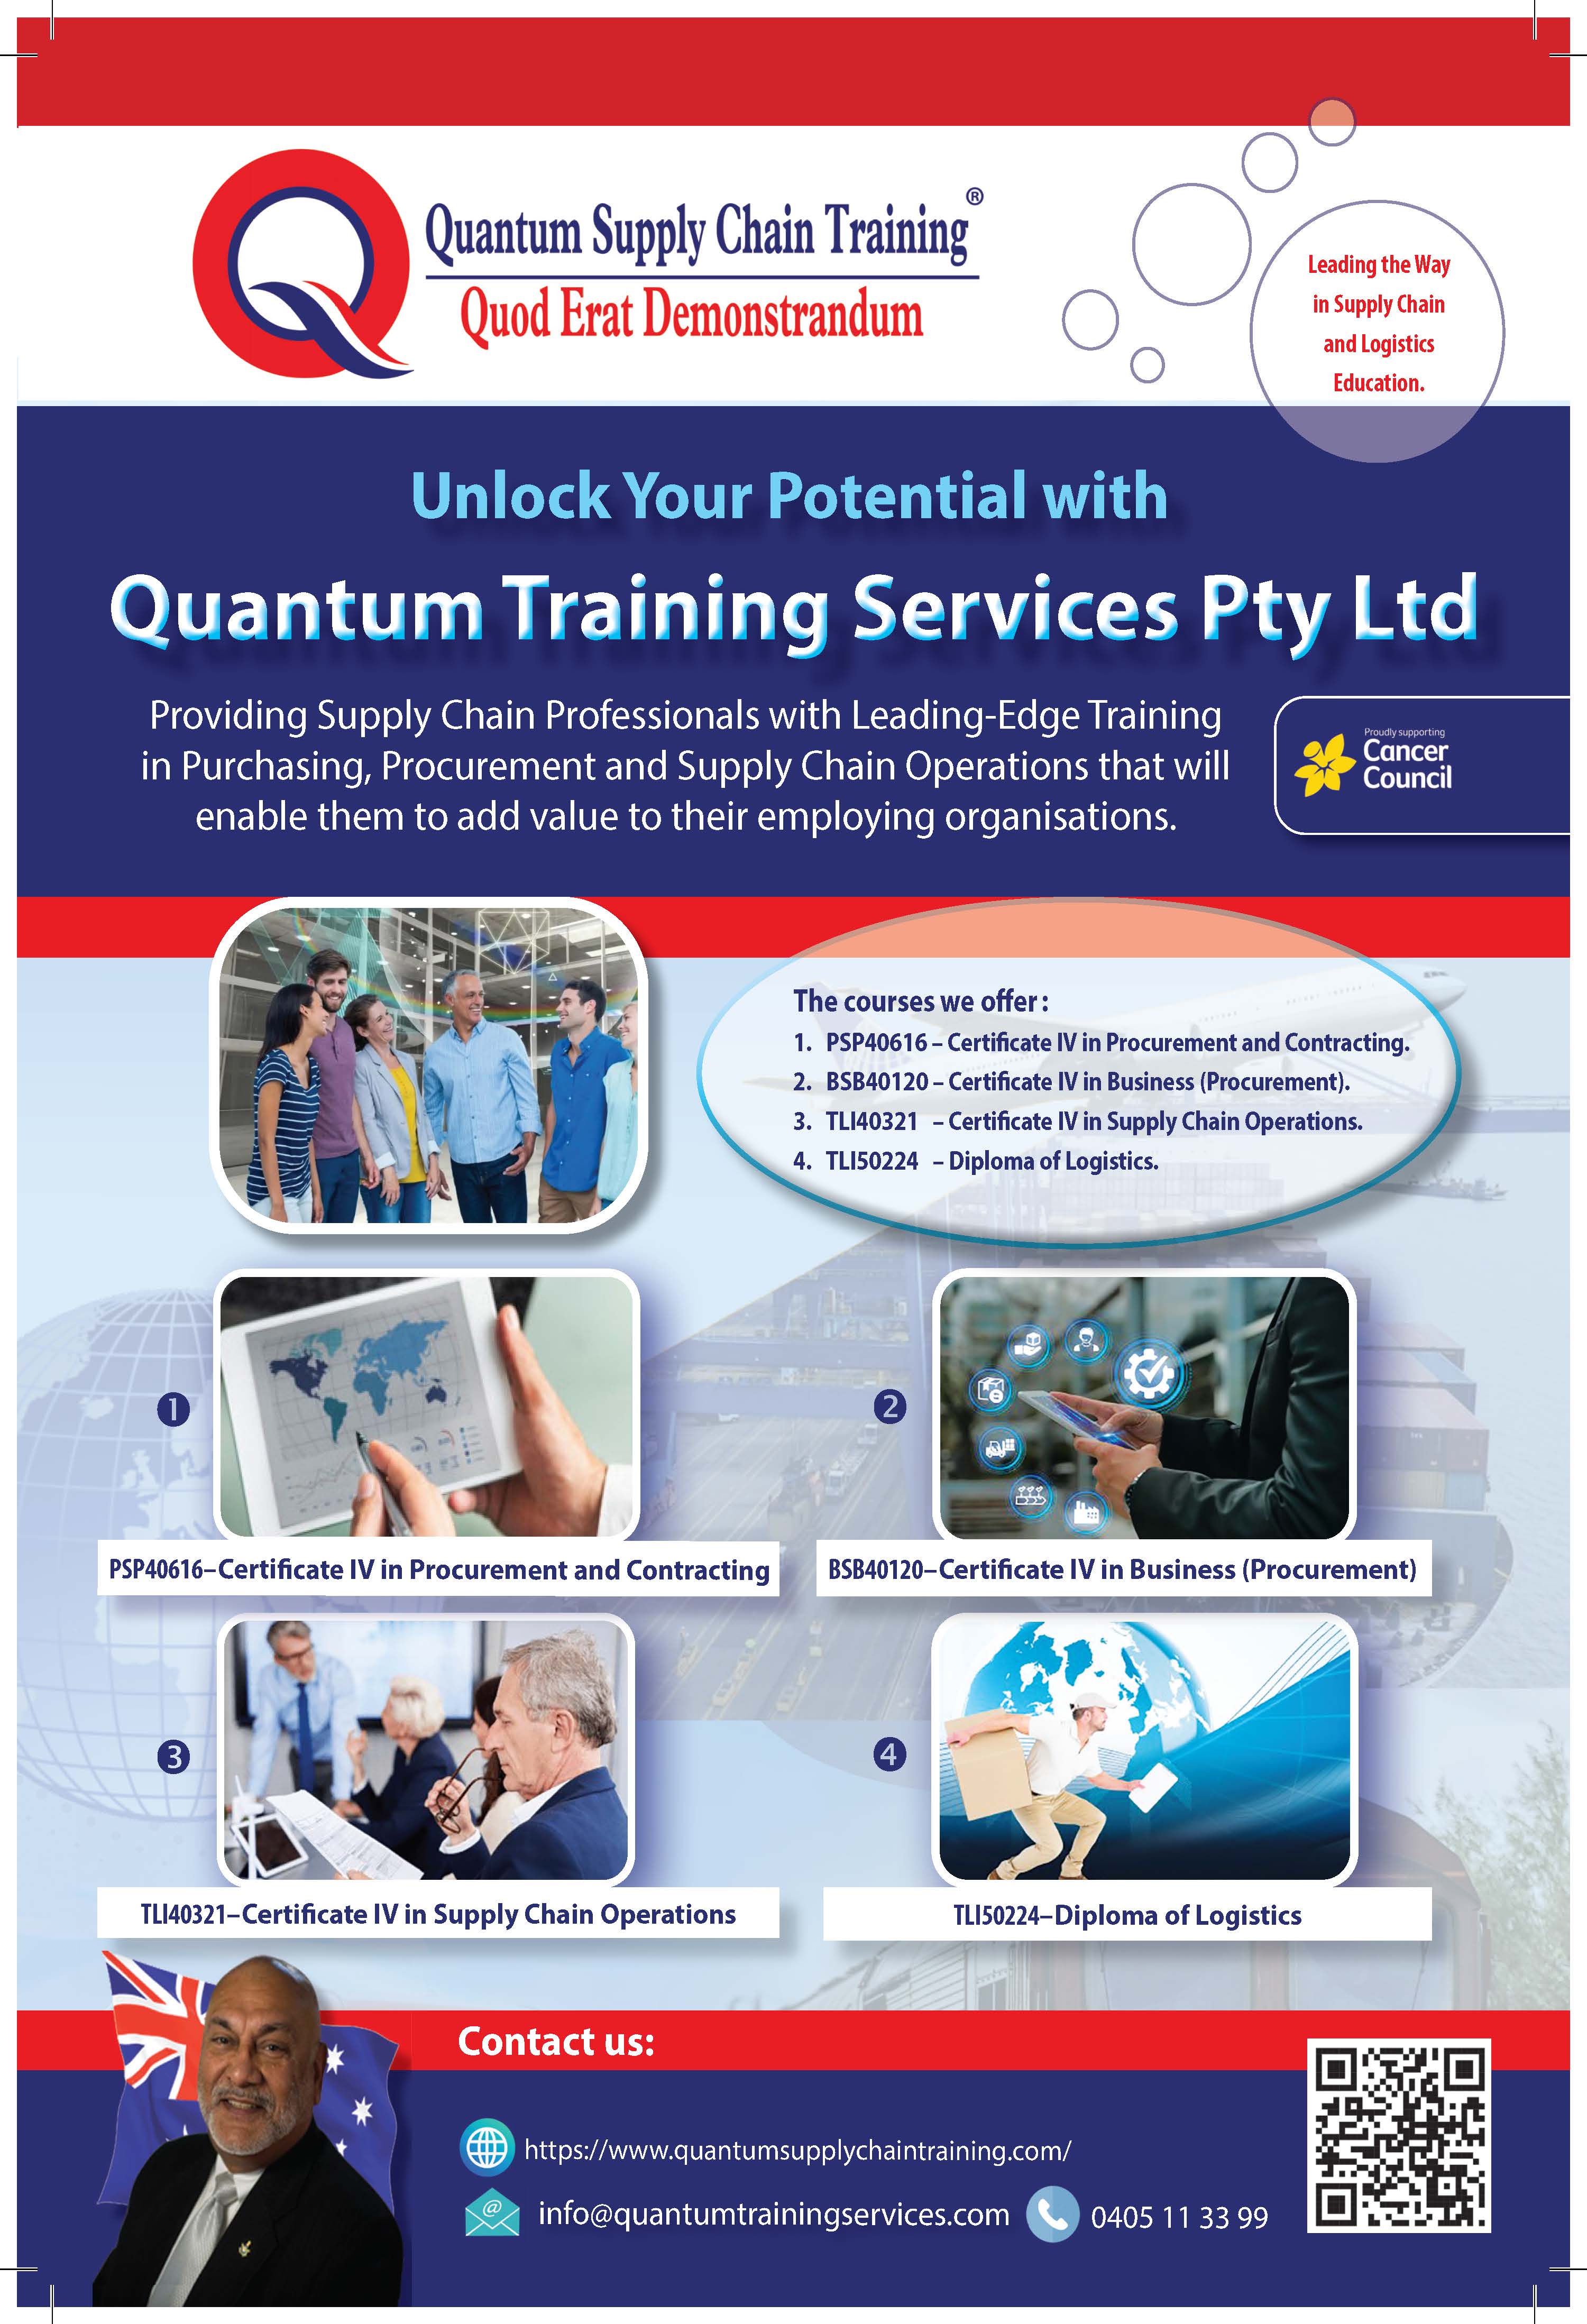 Quantum Supply Chain Training®
Quod Erat Demonstrandum
Leading the Way
in Supply Chain
and Logistics
Education.
Unlock Your Potential with
Quantum Training Services Pty Ltd
Providing Supply Chain Professionals with Leading-Edge Training
in Purchasing, Procurement and Supply Chain Operations that will
enable them to add value to their employing organisations.
Proudly supporting
Cancer
Council
The courses we offer :
1. PSP40616 – Certificate IV in Procurement and Contracting.
2. BSB40120 – Certificate IV in Business (Procurement).
3. TLI40321 – Certificate IV in Supply Chain Operations.
4. TLI50224 – Diploma of Logistics.
1
2
PSP40616–Certificate IV in Procurement and Contracting
BSB40120–Certificate IV in Business (Procurement)
3
4
TLI40321–Certificate IV in Supply Chain Operations
TLI50224–Diploma of Logistics
Contact us:
https://www.quantumsupplychaintraining.com/
info@quantumtrainingservices.com
0405 11 33 99